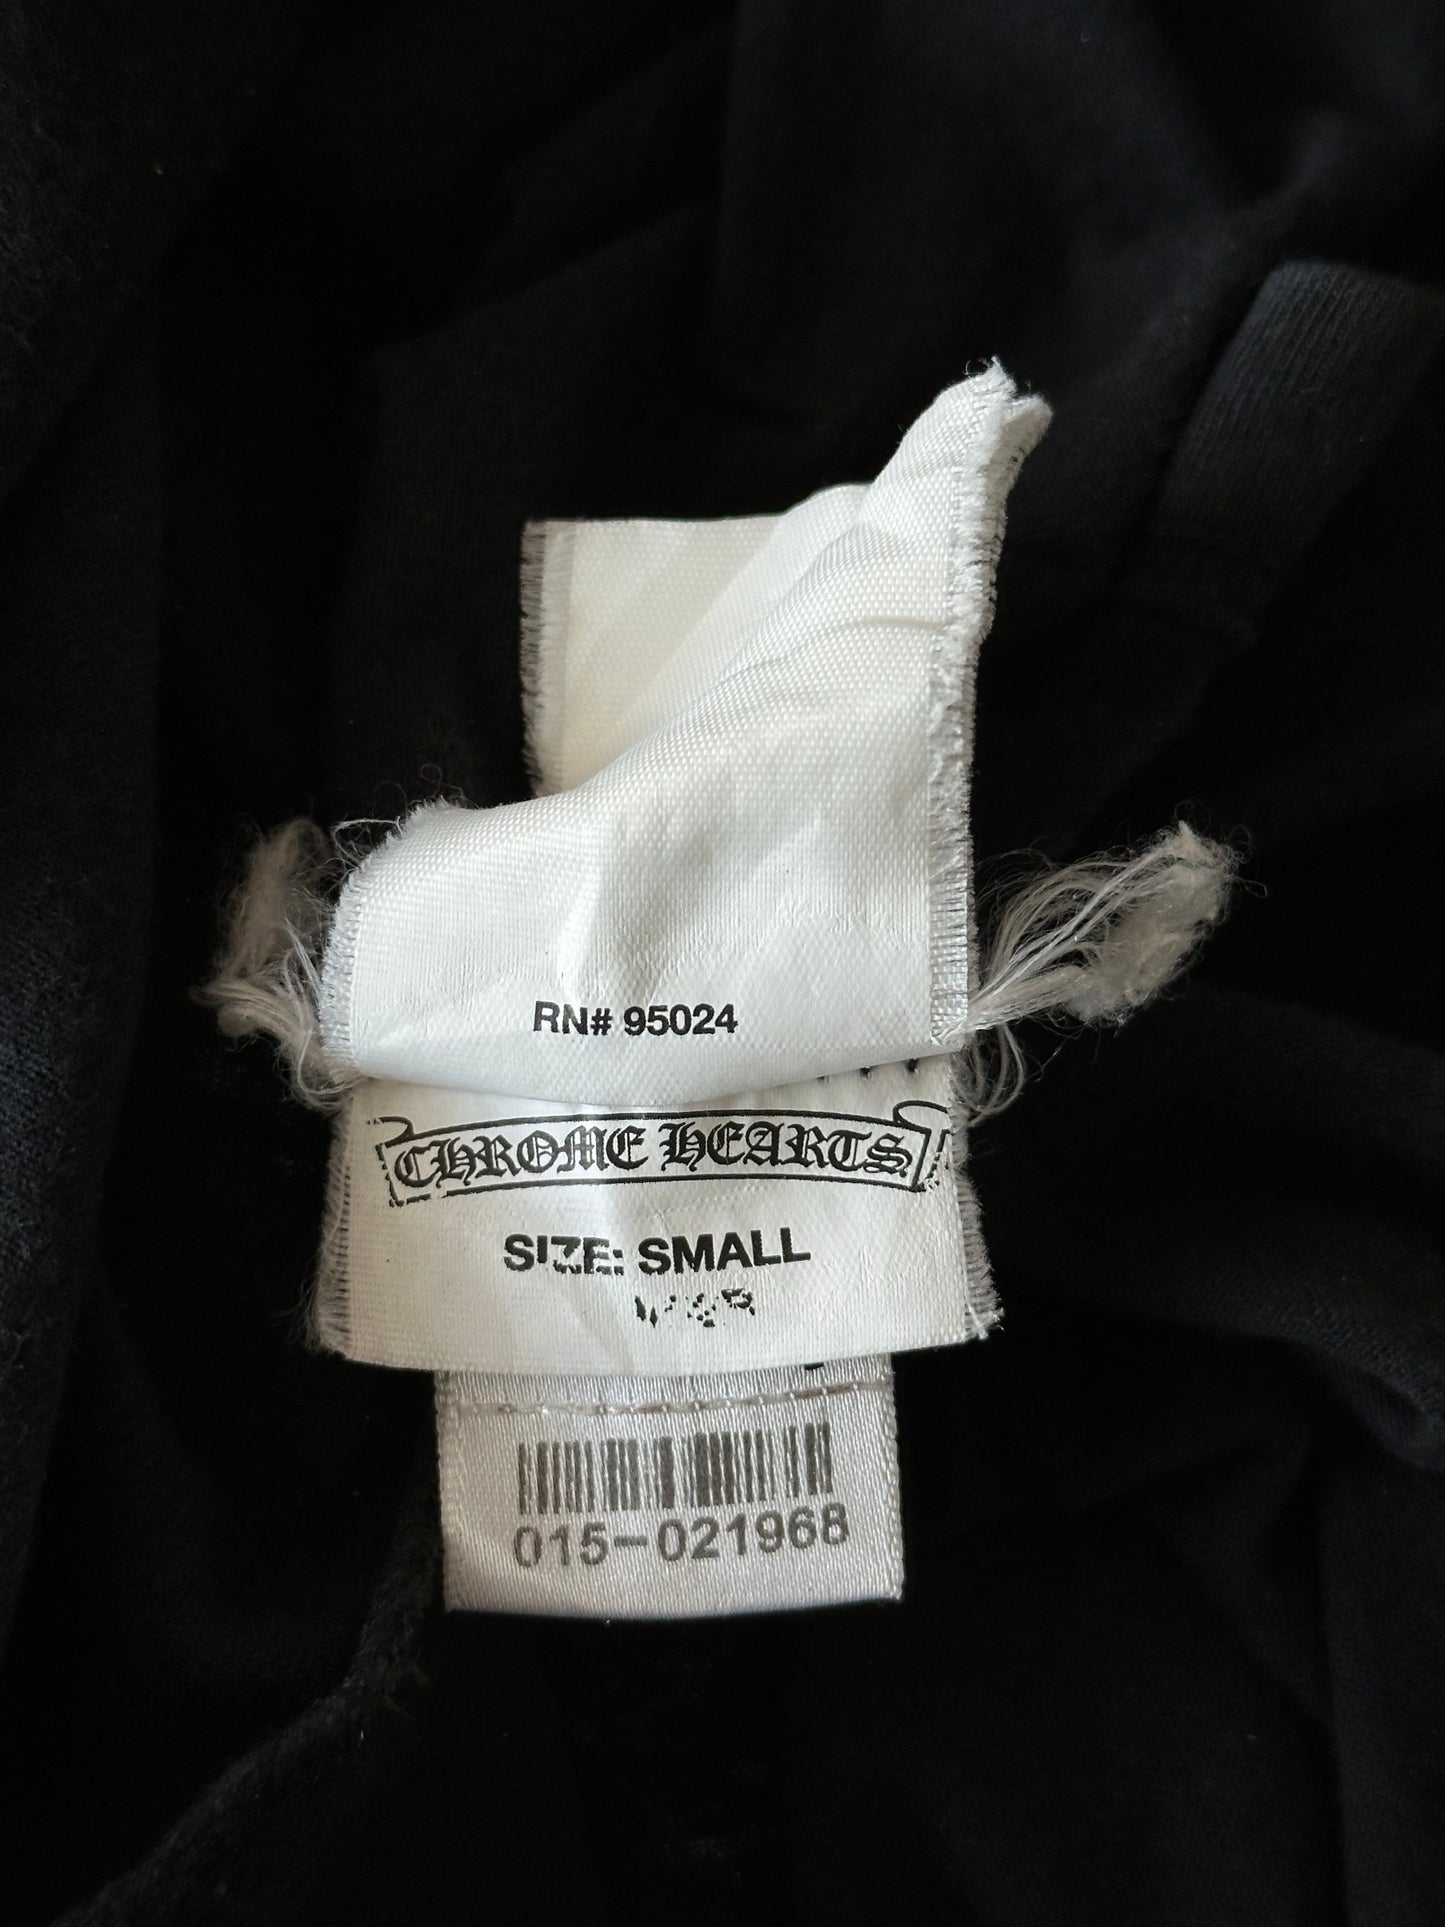 RN# 95024
CHROME HEARTS
SIZE: SMALL
015-021968